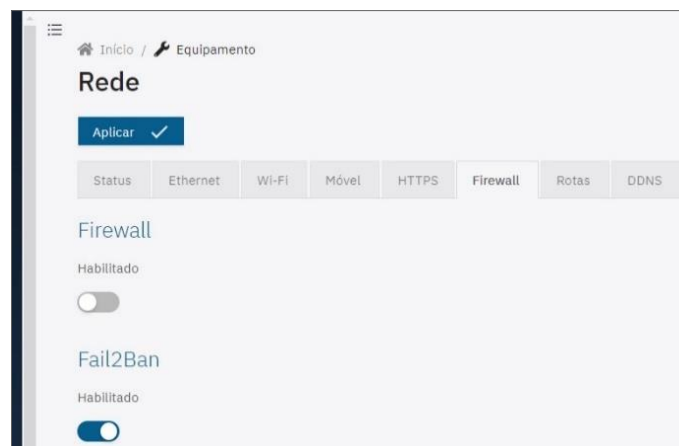 Início / Equipamento
Rede
Aplicar
Status Ethernet Wi-Fi Móvel HTTPS Firewall Rotas DDNS
Firewall
Habilitado
Fail2Ban
Habilitado